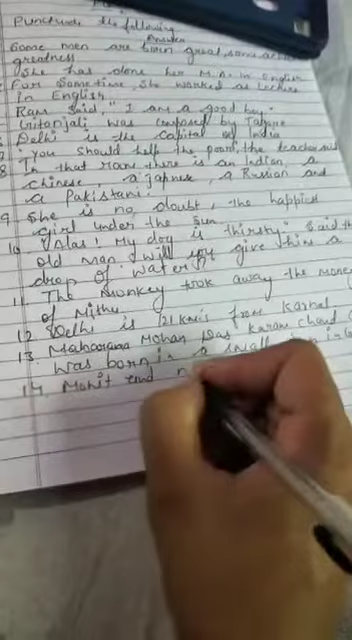 Punctuate the following
Answer
Some men are born great, some
greatness
She has done her M.A. in English
For Sometime, She worked as
in English.
Ram Said, "I am a good boy."
Gitanjali was composed by Tagore
Delhi is the capital of India
"You should help the poor", the teacher said
8 In that room there is an Indian, a
chinese, a japnese, a Russian and
a Pakistani.
9 She is no doubt, the happiest
girl under the Sun
10 "Alas! My dog is thirsty" Said the
old man will you give him a
drop of water
11 The Monkey took away the money
of Mithu
12 Delhi is 121 kms from Karnal
13. Mohan Das Karam Chand
was born in a small in
14. Mohit and